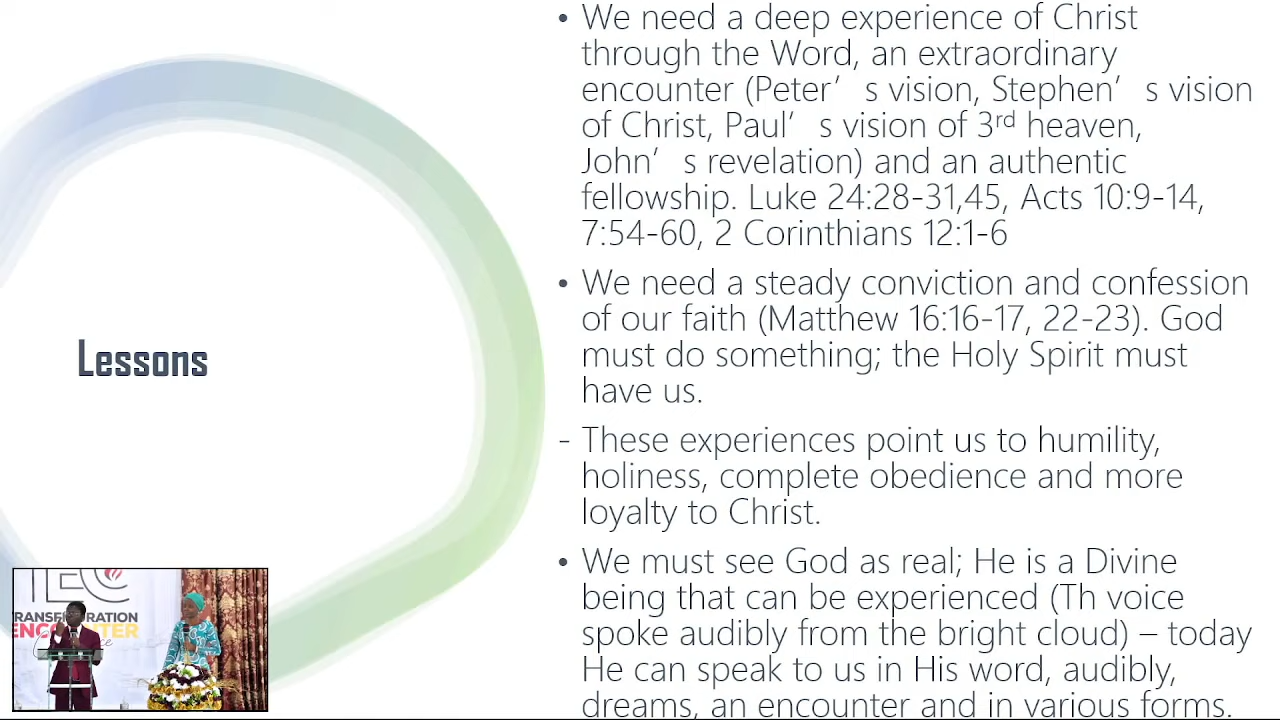 • We need a deep experience of Christ
through the Word, an extraordinary
encounter (Peter’ s vision, Stephen’ s vision
of Christ, Paul’ s vision of 3rd heaven,
John’ s revelation) and an authentic
fellowship. Luke 24:28-31,45, Acts 10:9-14,
7:54-60, 2 Corinthians 12:1-6
• We need a steady conviction and confession
of our faith (Matthew 16:16-17, 22-23). God
must do something; the Holy Spirit must
have us.
- These experiences point us to humility,
holiness, complete obedience and more
loyalty to Christ.
• We must see God as real; He is a Divine
being that can be experienced (Th voice
spoke audibly from the bright cloud) – today
He can speak to us in His word, audibly,
dreams, an encounter and in various forms.
Lessons
TEC